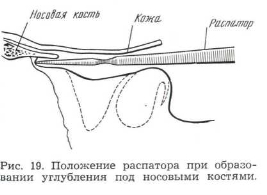 Носовая кость
Кожа
Распатор
Рис. 19. Положение распатора при образо-
вании углубления под носовыми костями.